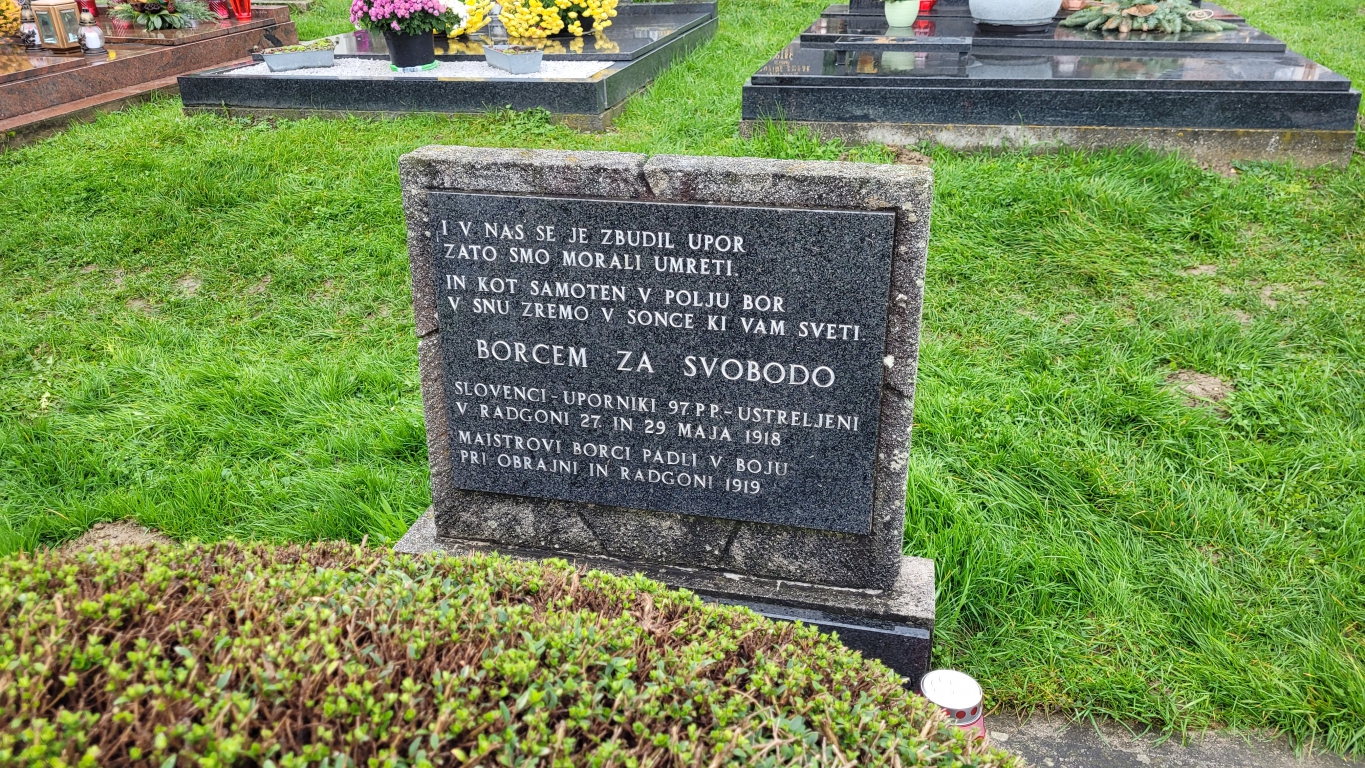 I V NAS SE JE ZBUDIL UPOR
ZATO SMO MORALI UMRETI.
IN KOT SAMOTEN V POLJU BOR
V SNU ZREMO V SONCE KI VAM SVETI
BORCEM ZA SVOBODO
SLOVENCI - UPORNIKI 97.P.P. - USTRELJENI
V RADGONI 27. IN 29 MAJA 1918
MAISTROVI BORCI PADLI V BOJU
PRI OBRAJNI IN RADGONI 1919